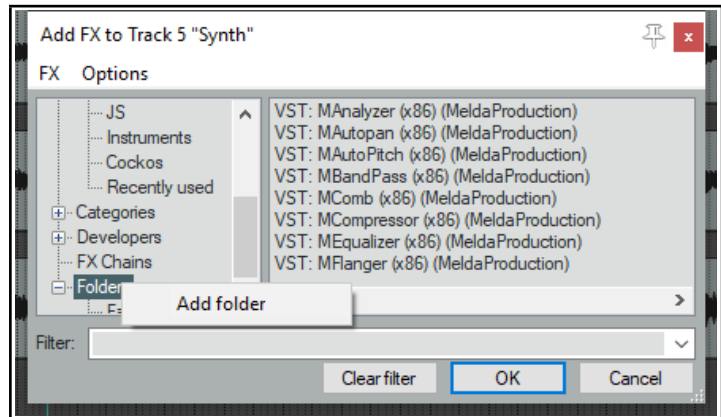 Add FX to Track 5 "Synth"
x
FX Options
JS
Instruments
Cockos
Recently used
Categories
Developers
FX Chains
Folder
VST: MAnalyzer (x86) (MeldaProduction)
VST: MAutopan (x86) (MeldaProduction)
VST: MAutoPitch (x86) (MeldaProduction)
VST: MBandPass (x86) (MeldaProduction)
VST: MComb (x86) (MeldaProduction)
VST: MCompressor (x86) (MeldaProduction)
VST: MEqualizer (x86) (MeldaProduction)
VST: MFlanger (x86) (MeldaProduction)
Add folder
Filter:
Clear filter OK Cancel